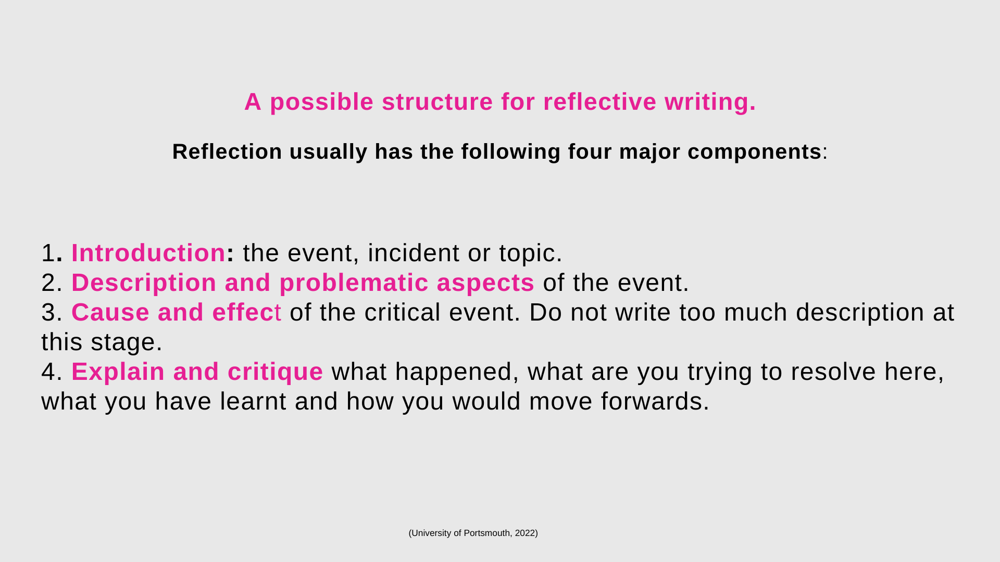 A possible structure for reflective writing.
Reflection usually has the following four major components:
1. Introduction: the event, incident or topic.
2. Description and problematic aspects of the event.
3. Cause and effect of the critical event. Do not write too much description at
this stage.
4. Explain and critique what happened, what are you trying to resolve here,
what you have learnt and how you would move forwards.
(University of Portsmouth, 2022)